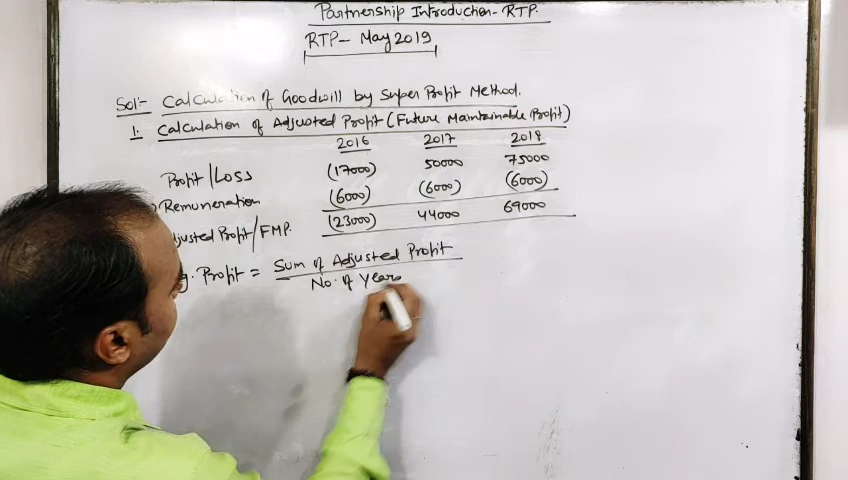 Partnership Introduction-RTP.
RTP- May 2019
Sol:- Calculation of Goodwill by Super Profit Method.
1. Calculation of Adjusted Profit (Future Maintainable Profit)
2016 2017 2018
Profit/Loss (17000) 50000 75000
Remuneration (6000) (6000) (6000)
justed Profit/FMP. (23000) 44000 69000
g. Profit = Sum of Adjusted Profit
No. of Years